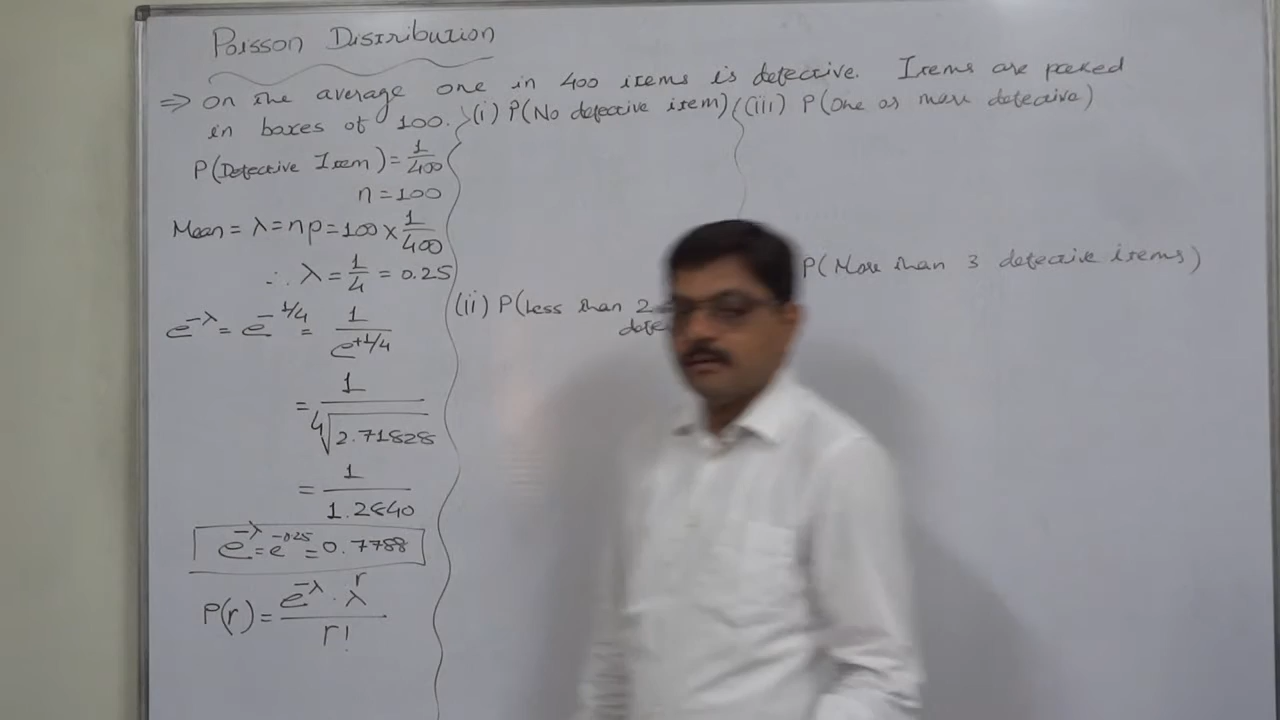 Poisson Distribution
⇒ On the average one in 400 items is defective. Items are packed
in boxes of 100.
P(Defective Item) = 1/400
n = 100
Mean = λ = np = 100 × 1/400
∴ λ = 1/4 = 0.25
e^-λ = e^-1/4 = 1/e^+1/4
= 1/∜2.71828
= 1/1.2840
e^-λ = e^-0.25 = 0.7788
P(r) = e^-λ · λ^r / r!
(i) P(No defective item)
(ii) P(Less than 2
(iii) P(One or more defective)
P(More than 3 defective items)